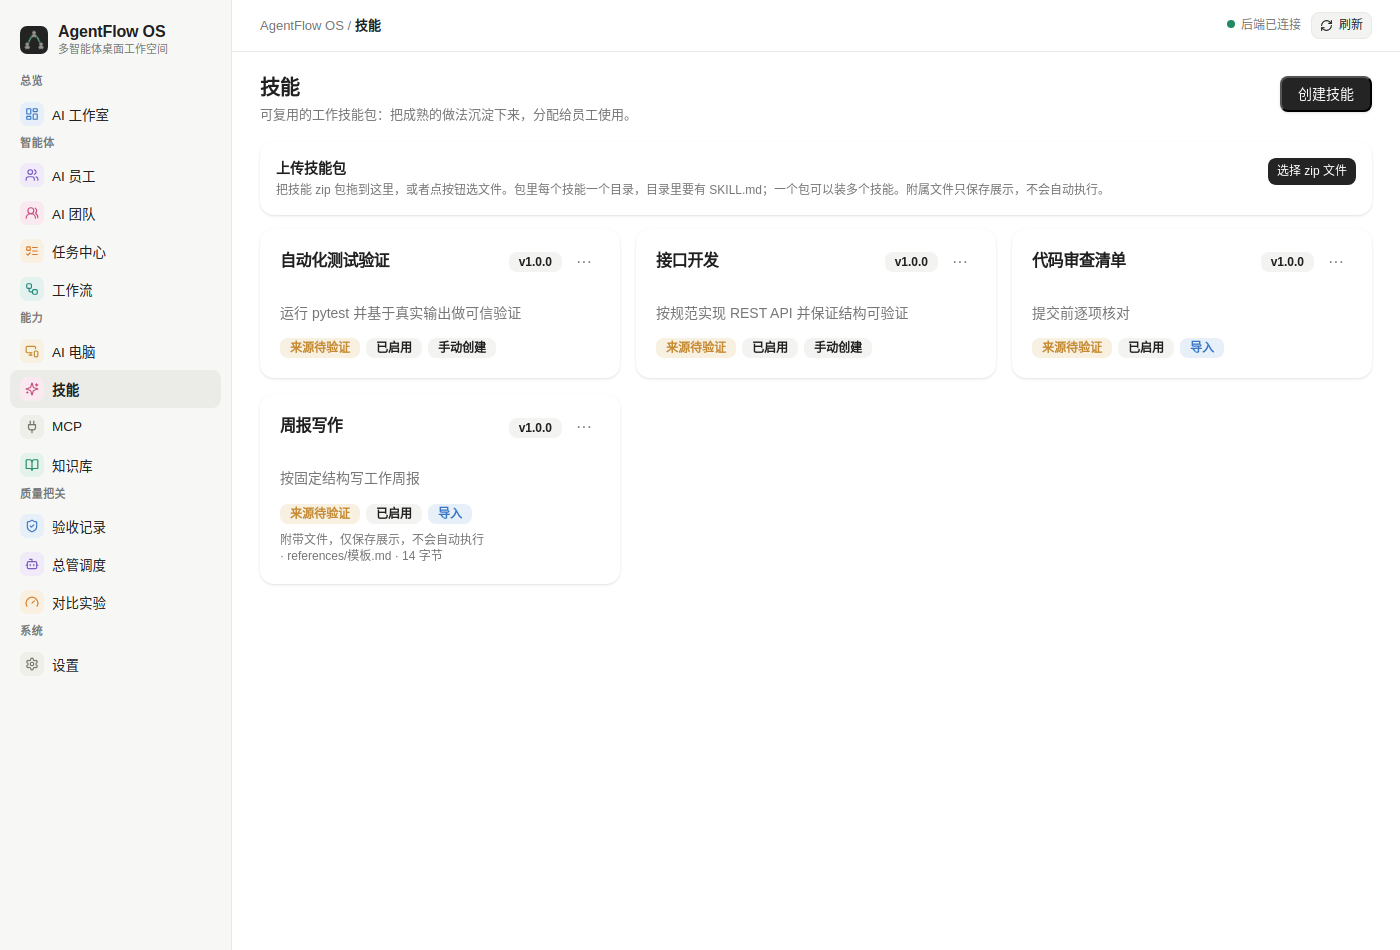 AgentFlow OS
多智能体桌面工作空间
总览
AI 工作室
智能体
AI 员工
AI 团队
任务中心
工作流
能力
AI 电脑
技能
MCP
知识库
质量把关
验收记录
总管调度
对比实验
系统
设置
AgentFlow OS / 技能
后端已连接
刷新
技能
可复用的工作技能包：把成熟的做法沉淀下来，分配给员工使用。
创建技能
上传技能包
把技能 zip 包拖到这里，或者点按钮选文件。包里每个技能一个目录，目录里要有 SKILL.md；一个包可以装多个技能。附属文件只保存展示，不会自动执行。
选择 zip 文件
自动化测试验证
v1.0.0 ···
运行 pytest 并基于真实输出做可信验证
来源待验证 已启用 手动创建
接口开发
v1.0.0 ···
按规范实现 REST API 并保证结构可验证
来源待验证 已启用 手动创建
代码审查清单
v1.0.0 ···
提交前逐项核对
来源待验证 已启用 导入
周报写作
v1.0.0 ···
按固定结构写工作周报
来源待验证 已启用 导入
附带文件，仅保存展示，不会自动执行
· references/模板.md · 14 字节